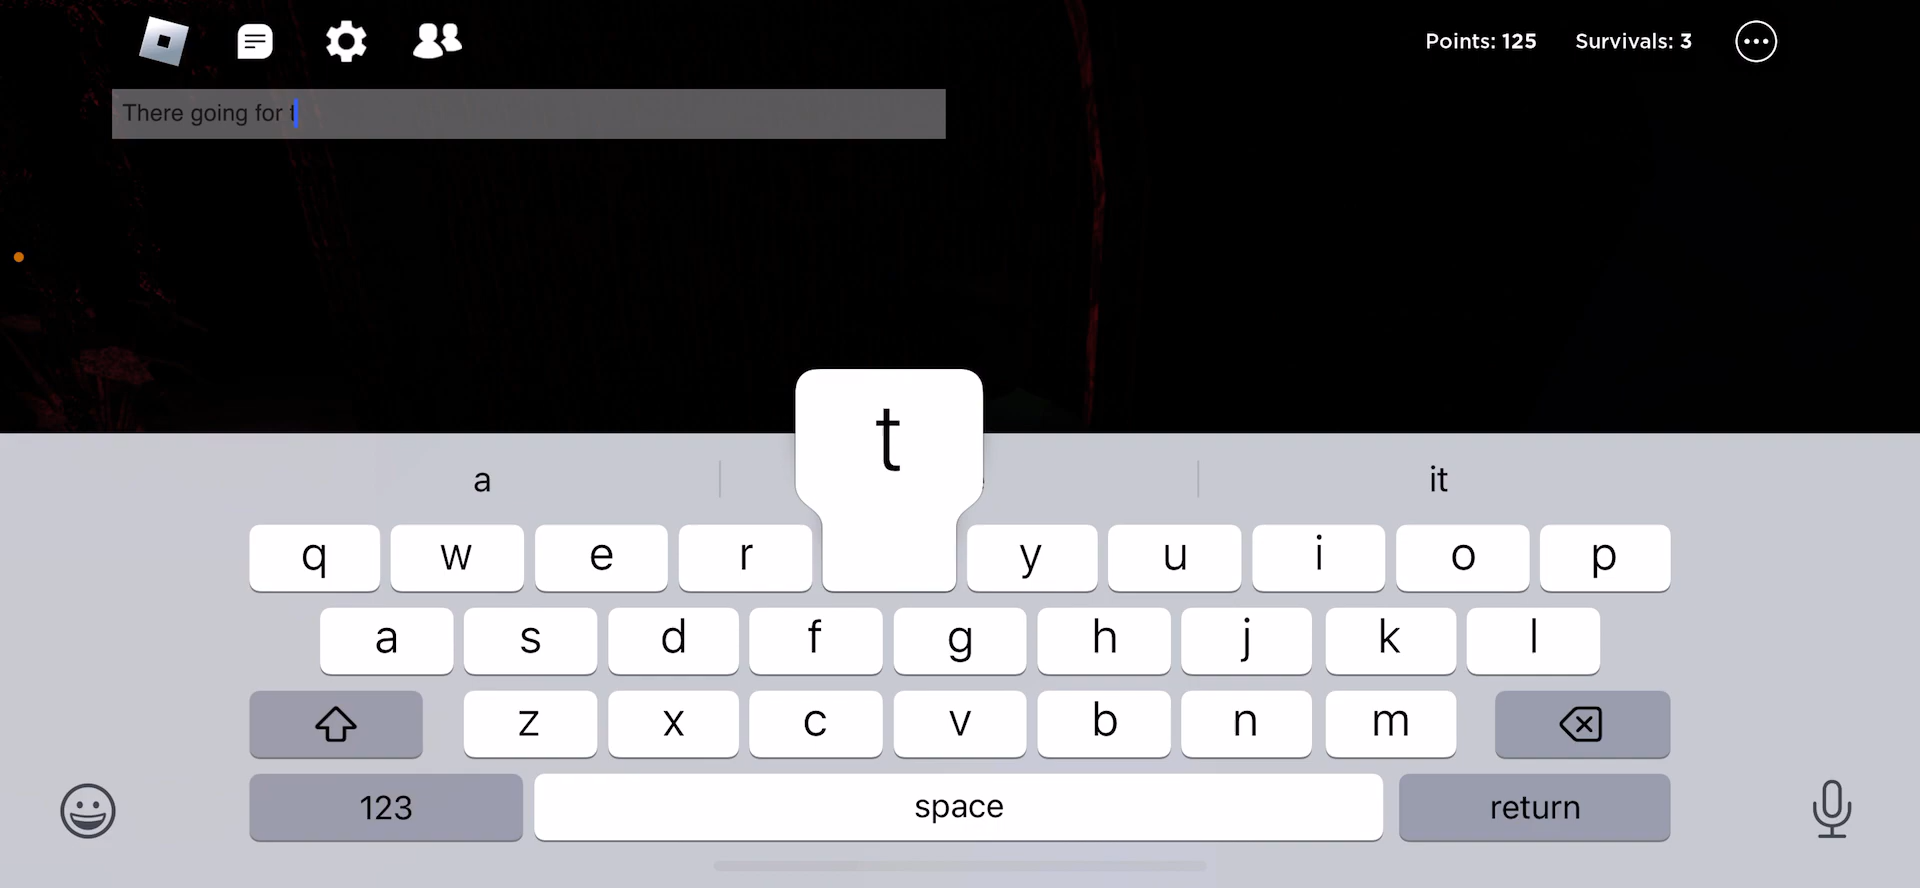 Points: 125 Survivals: 3
There going for t
t
a it
q w e r y u i o p
a s d f g h j k l
z x c v b n m
123 space return